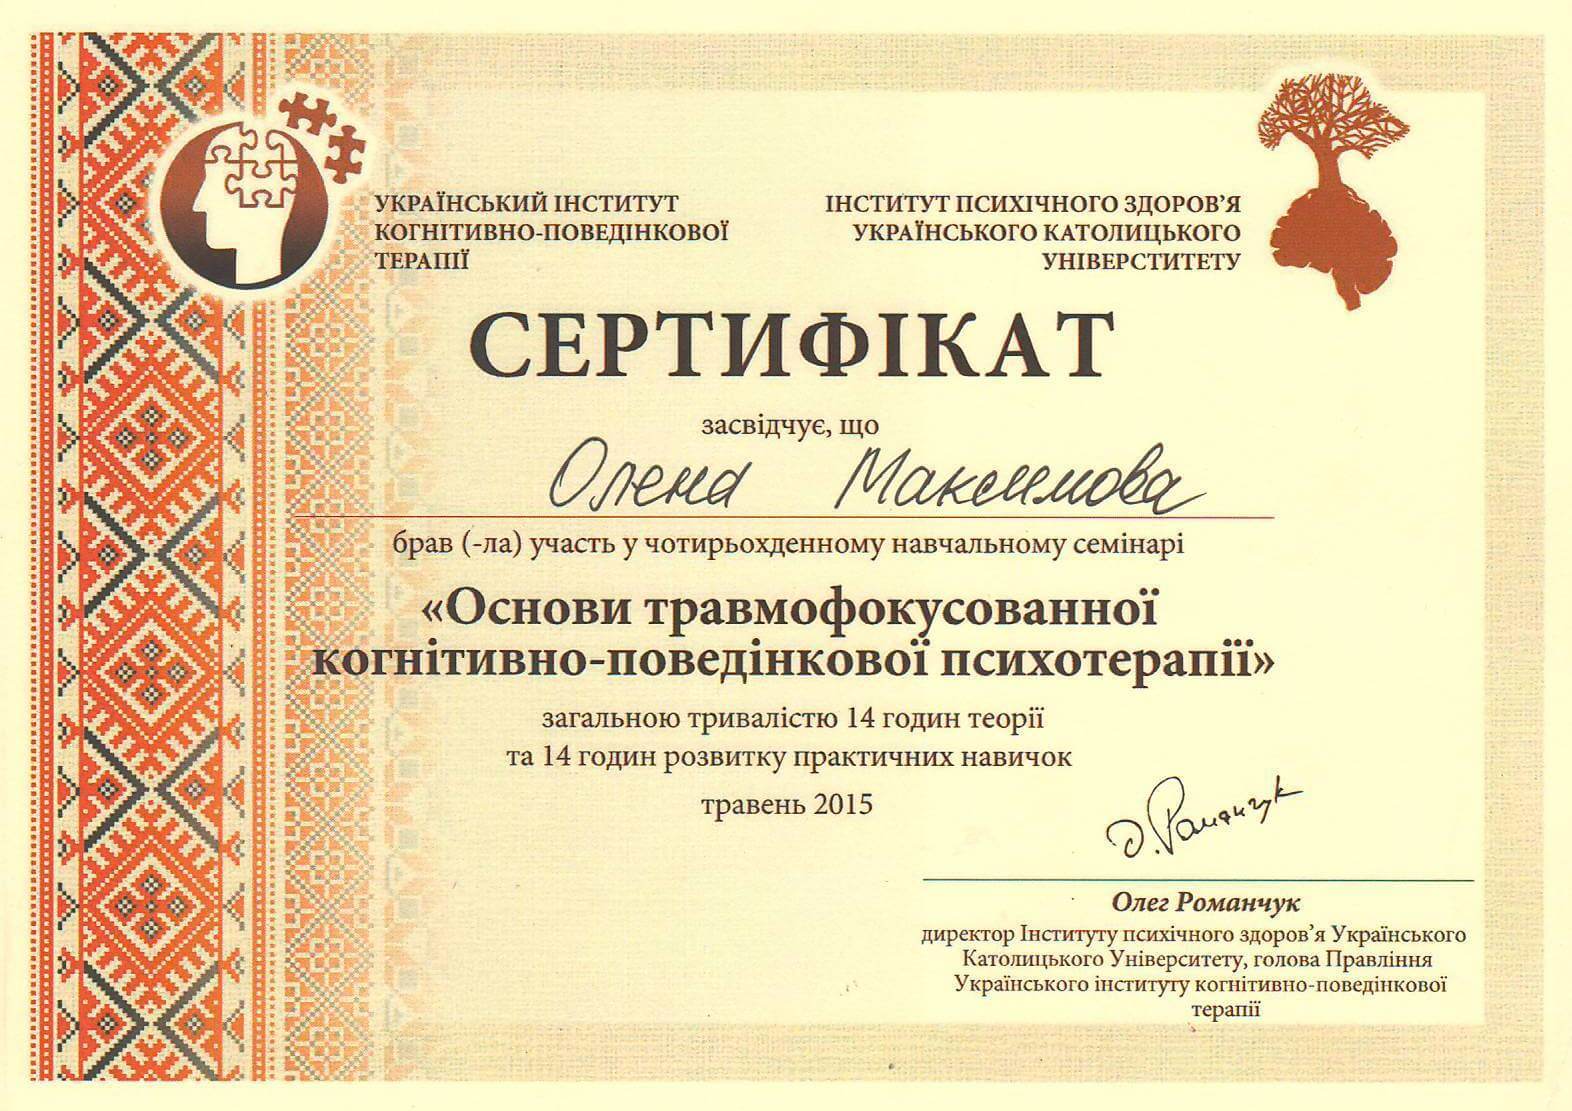 УКРАЇНСЬКИЙ ІНСТИТУТ
КОГНІТИВНО-ПОВЕДІНКОВОЇ
ТЕРАПІЇ
ІНСТИТУТ ПСИХІЧНОГО ЗДОРОВ’Я
УКРАЇНСЬКОГО КАТОЛИЦЬКОГО
УНІВЕРСТИТЕТУ
СЕРТИФІКАТ
засвідчує, що
Олена Максимова
брав (-ла) участь у чотирьохденному навчальному семінарі
«Основи травмофокусованної
когнітивно-поведінкової психотерапії»
загальною тривалістю 14 годин теорії
та 14 годин розвитку практичних навичок
травень 2015
О. Романчук
Олег Романчук
директор Інституту психічного здоров’я Українського
Католицького Університету, голова Правління
Українського інституту когнітивно-поведінкової
терапії